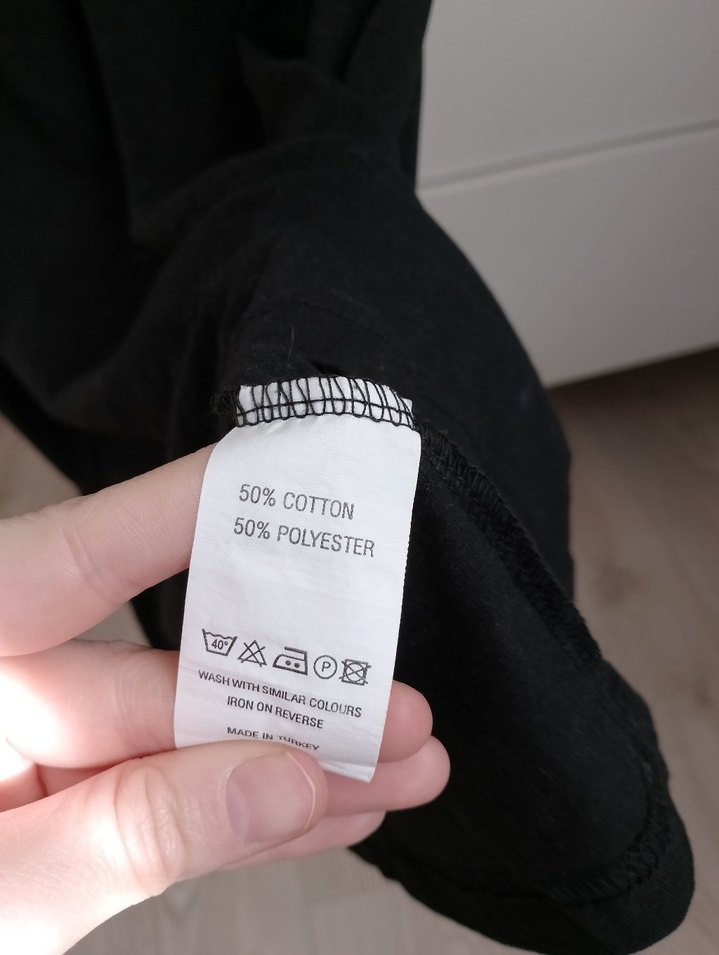 50% COTTON
50% POLYESTER
40° P
WASH WITH SIMILAR COLOURS
IRON ON REVERSE
MADE IN TURKEY